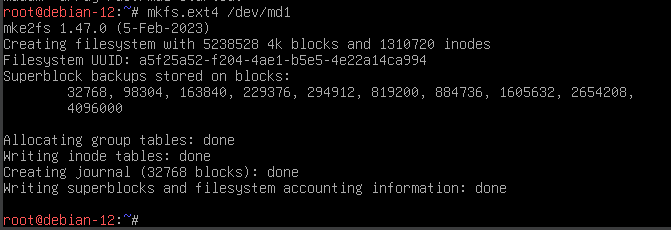 root@debian-12:~# mkfs.ext4 /dev/md1
mke2fs 1.47.0 (5-Feb-2023)
Creating filesystem with 5238528 4k blocks and 1310720 inodes
Filesystem UUID: a5f25a52-f204-4ae1-b5e5-4e22a14ca994
Superblock backups stored on blocks:
32768, 98304, 163840, 229376, 294912, 819200, 884736, 1605632, 2654208,
4096000
Allocating group tables: done
Writing inode tables: done
Creating journal (32768 blocks): done
Writing superblocks and filesystem accounting information: done
root@debian-12:~#